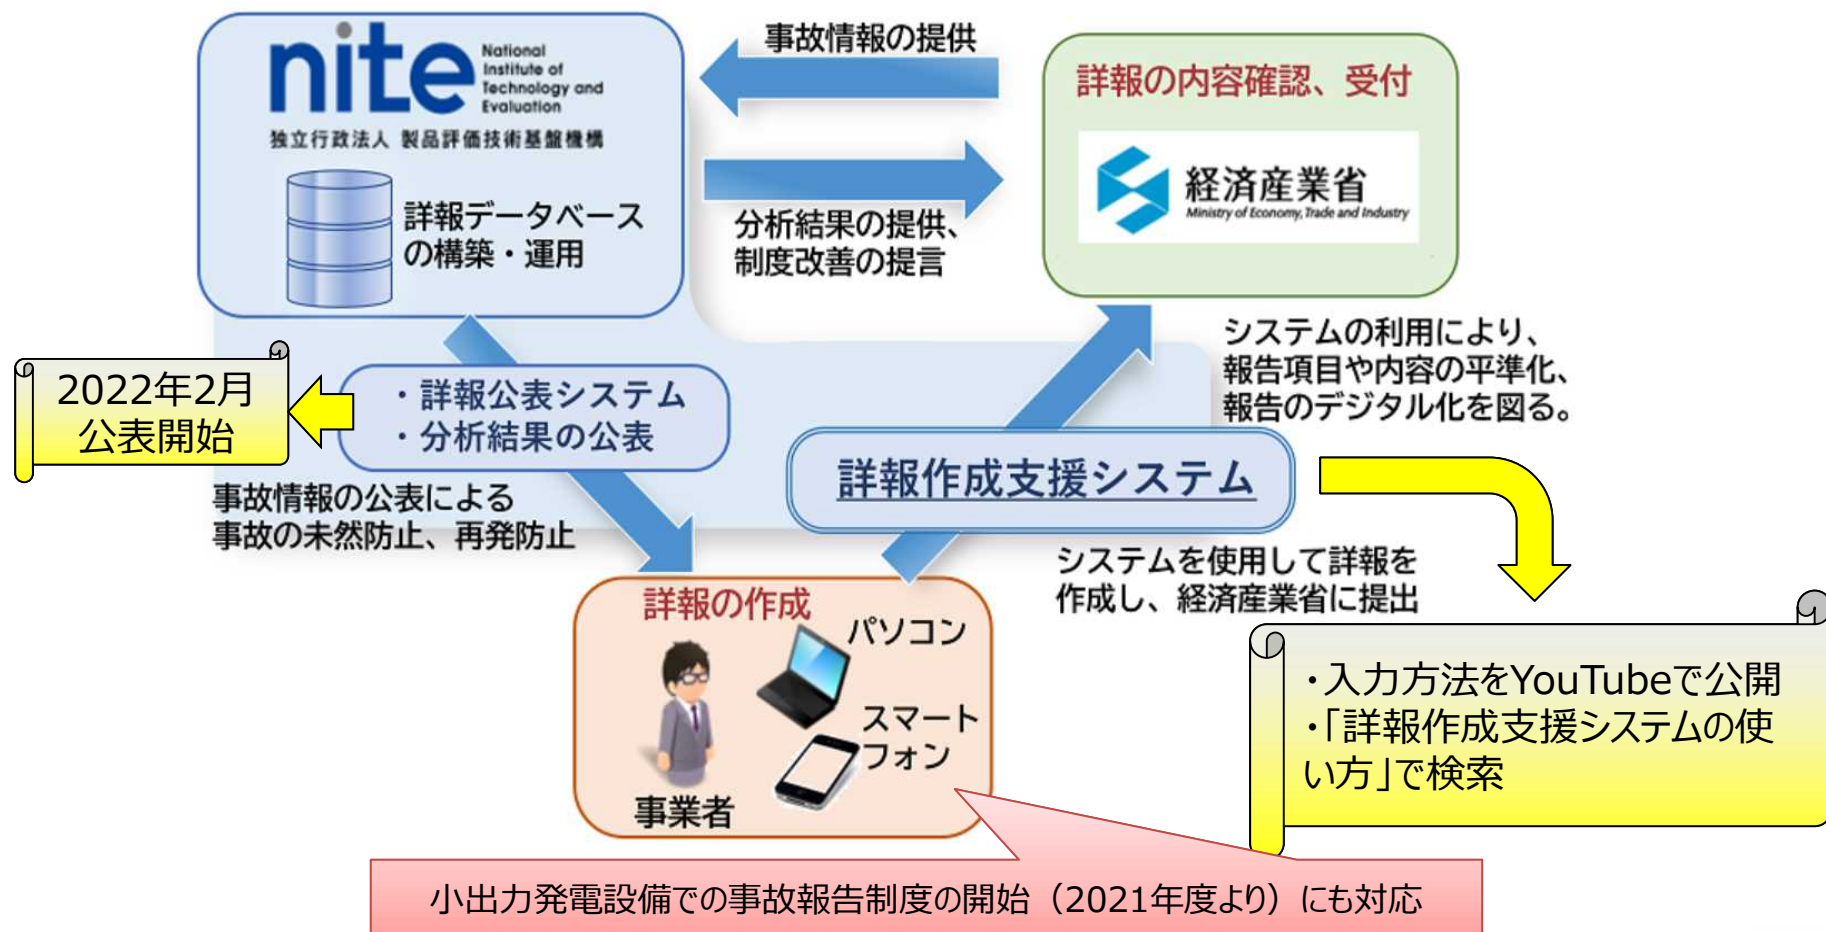 nite
National
Institute of
Technology and
Evaluation
独立行政法人 製品評価技術基盤機構
詳報データベース
の構築・運用
事故情報の提供
分析結果の提供、
制度改善の提言
詳報の内容確認、受付
経済産業省
Ministry of Economy, Trade and Industry
システムの利用により、
報告項目や内容の平準化、
報告のデジタル化を図る。
2022年2月
公表開始
・詳報公表システム
・分析結果の公表
事故情報の公表による
事故の未然防止、再発防止
詳報作成支援システム
システムを使用して詳報を
作成し、経済産業省に提出
詳報の作成
パソコン
スマート
フォン
事業者
・入力方法をYouTubeで公開
・「詳報作成支援システムの使
い方」で検索
小出力発電設備での事故報告制度の開始（2021年度より）にも対応